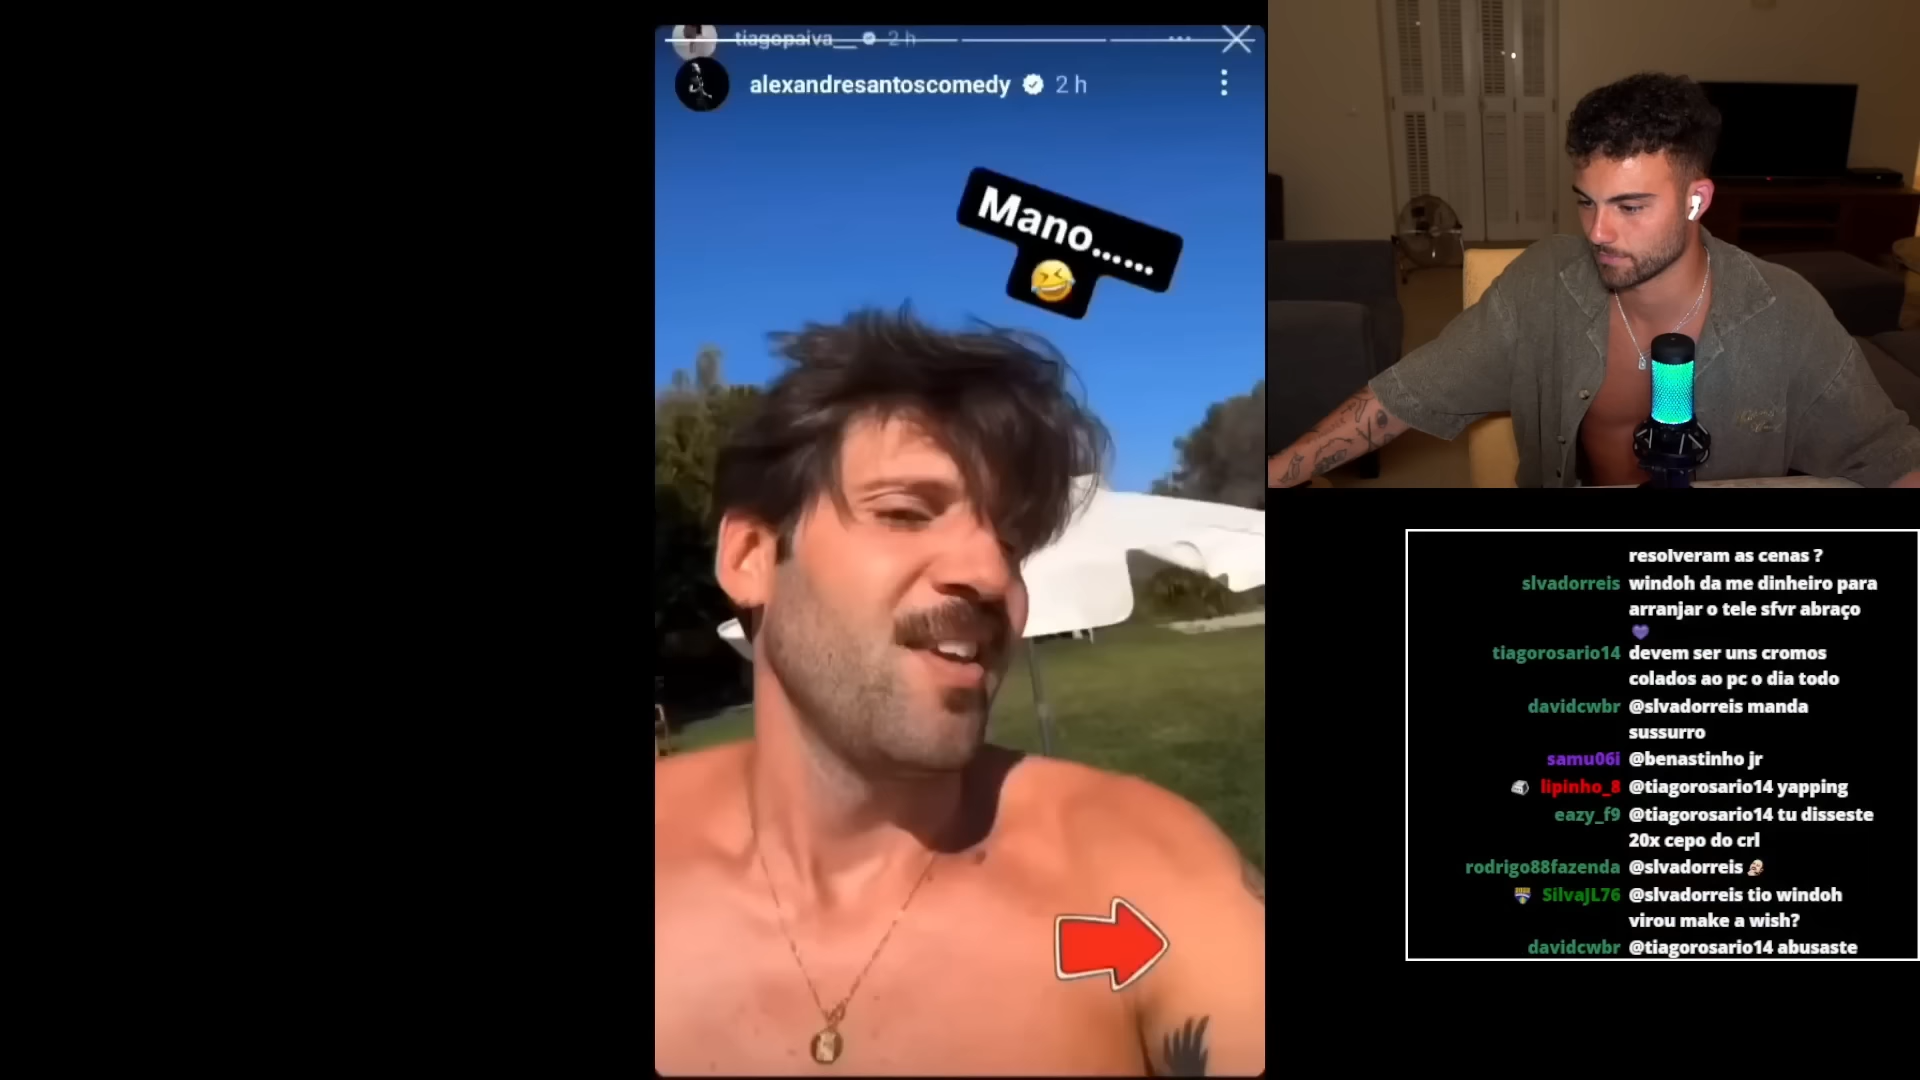 tiagopaiva__ 2 h
alexandresantoscomedy 2 h
Mano......
resolveram as cenas ?
slvadorreis windoh da me dinheiro para
arranjar o tele sfvr abraço
tiagorosario14 devem ser uns cromos
colados ao pc o dia todo
davidcwbr @slvadorreis manda
sussurro
samu06i @benastinho jr
lipinho_8 @tiagorosario14 yapping
eazy_f9 @tiagorosario14 tu disseste
20x cepo do crl
rodrigo88fazenda @slvadorreis
SilvaJL76 @slvadorreis tio windoh
virou make a wish?
davidcwbr @tiagorosario14 abusaste